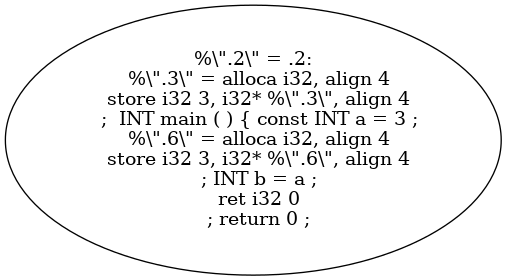 %\".2\" = .2:
%\".3\" = alloca i32, align 4
store i32 3, i32* %\".3\", align 4
;  INT main ( ) { const INT a = 3 ;
%\".6\" = alloca i32, align 4
store i32 3, i32* %\".6\", align 4
; INT b = a ;
ret i32 0
; return 0 ;